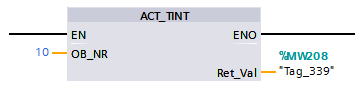 ACT_TINT
EN ENO
10 OB_NR
%MW208
Ret_Val "Tag_339"